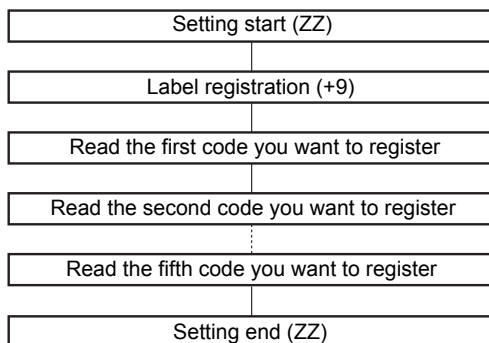 Setting start (ZZ)
Label registration (+9)
Read the first code you want to register
Read the second code you want to register
Read the fifth code you want to register
Setting end (ZZ)